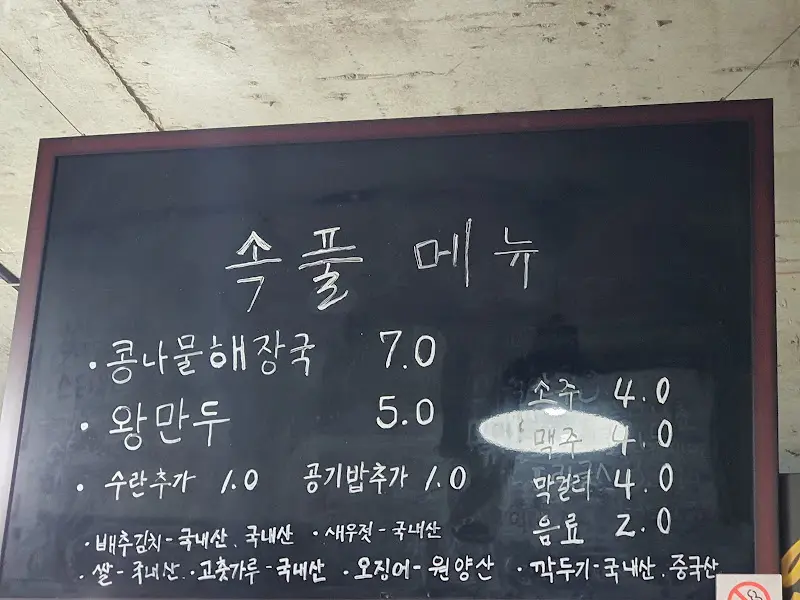 속풀 메뉴
· 콩나물해장국 7.0
· 왕만두 5.0
· 수란추가 1.0 공기밥추가 1.0
소주 4.0
맥주 4.0
막걸리 4.0
음료 2.0
· 배추김치 - 국내산. 국내산 · 새우젓 - 국내산
· 쌀 - 국내산. · 고춧가루 - 국내산 · 오징어 - 원양산 · 깍두기 - 국내산. 중국산